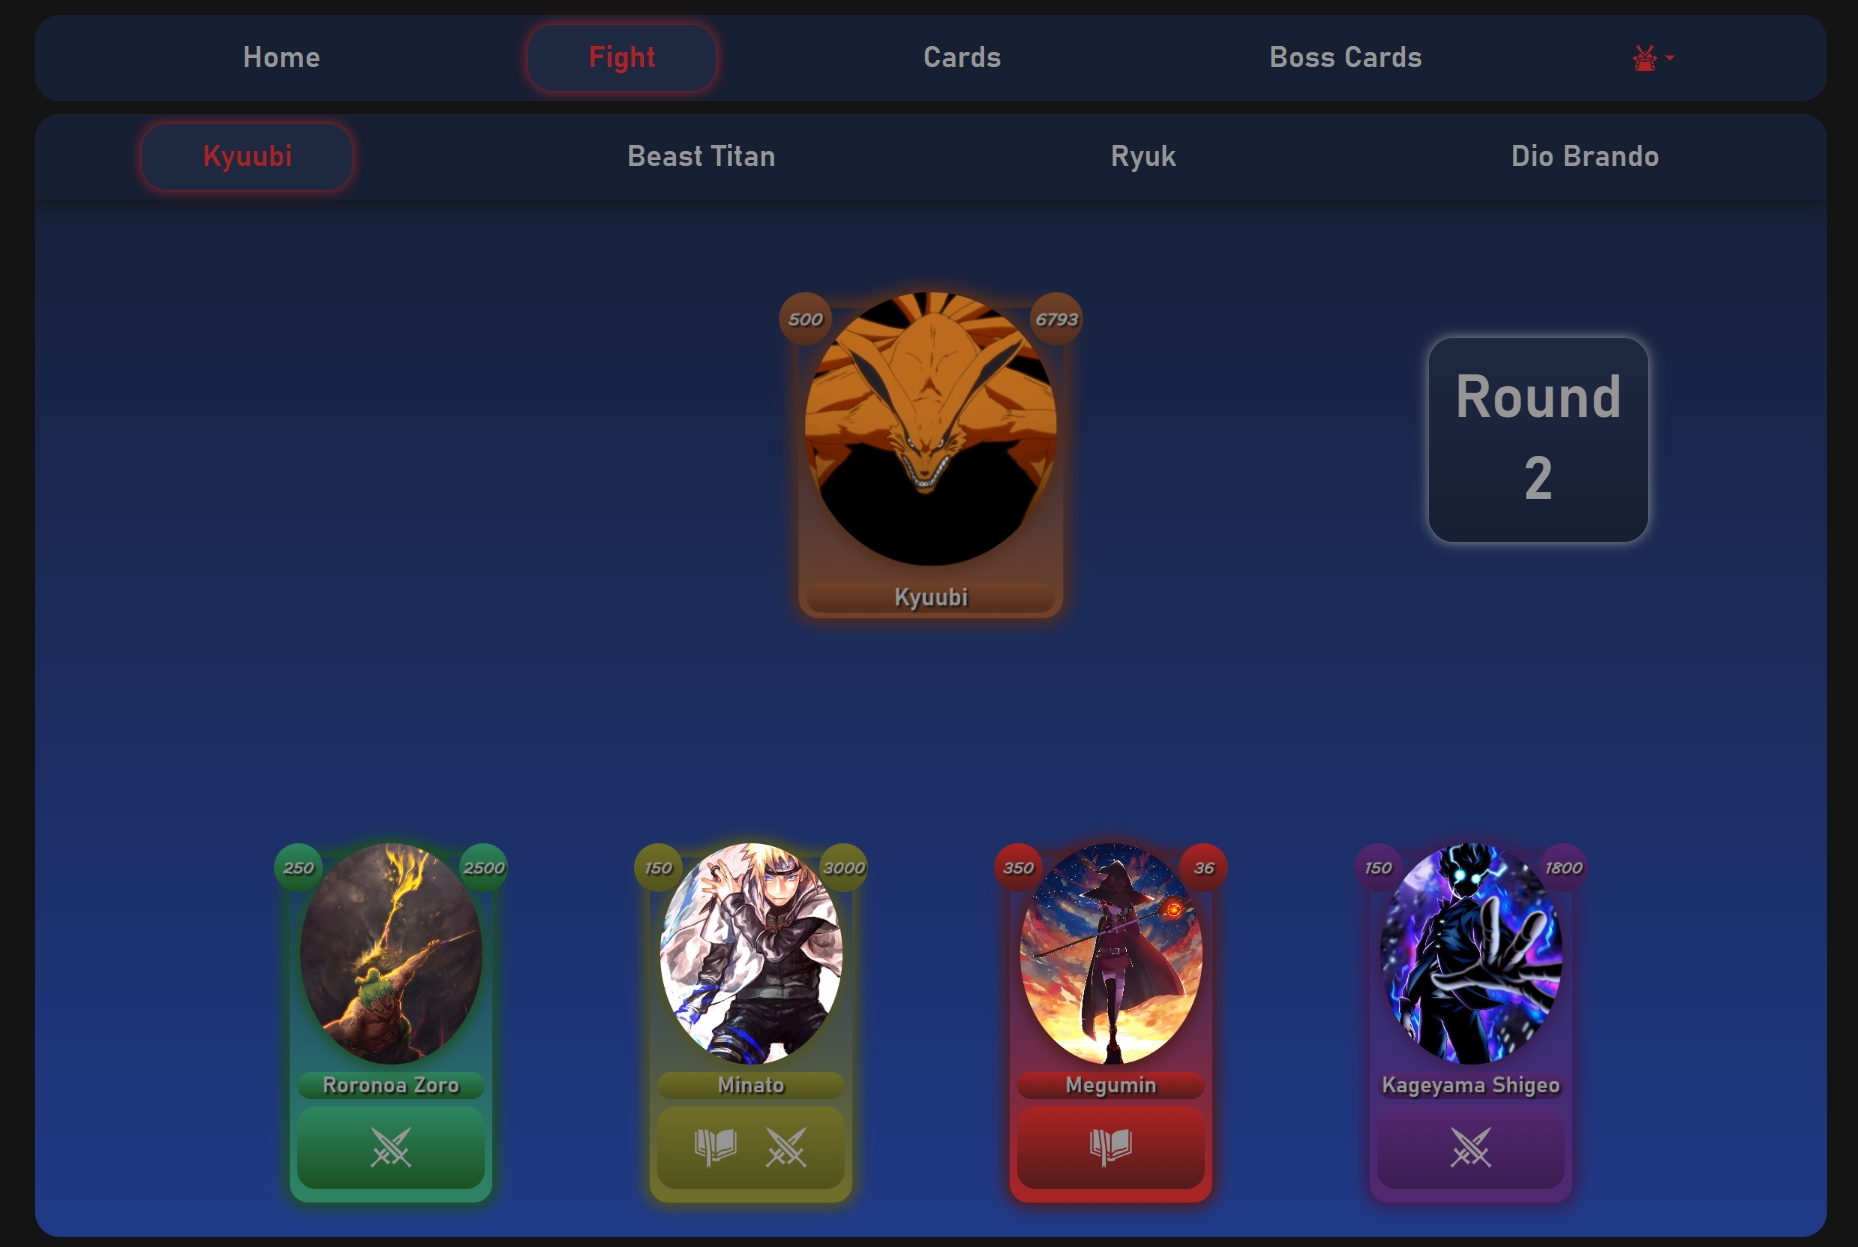 Home Fight Cards Boss Cards
Kyuubi Beast Titan Ryuk Dio Brando
500 6793
Round
2
Kyuubi
250 2500 150 3000 350 36 150 1800
Roronoa Zoro Minato Megumin Kageyama Shigeo